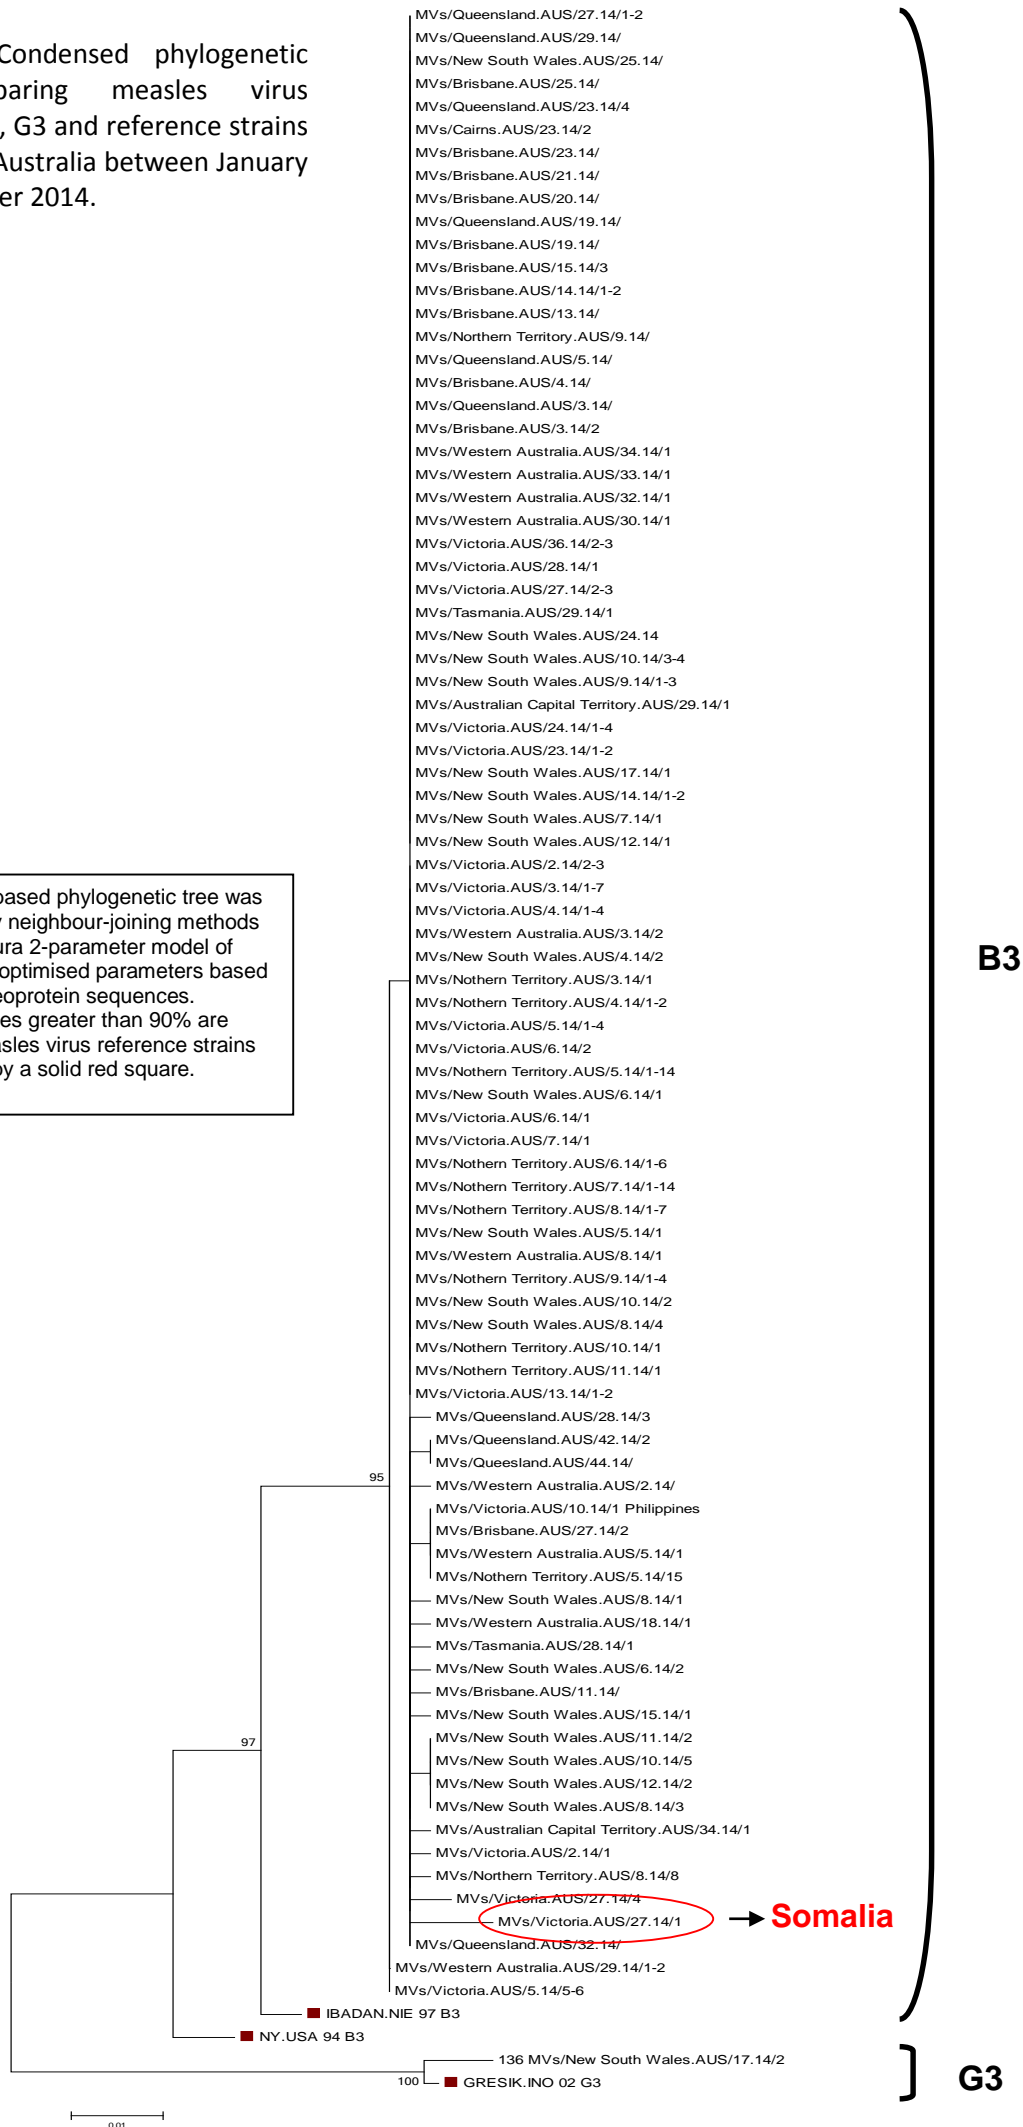 Condensed phylogenetic
paring measles virus
, G3 and reference strains
Australia between January
er 2014.
MVs/Queensland.AUS/27.14/1-2
MVs/Queensland.AUS/29.14/
MVs/New South Wales.AUS/25.14/
MVs/Brisbane.AUS/25.14/
MVs/Queensland.AUS/23.14/4
MVs/Cairns.AUS/23.14/2
MVs/Brisbane.AUS/23.14/
MVs/Brisbane.AUS/21.14/
MVs/Brisbane.AUS/20.14/
MVs/Queensland.AUS/19.14/
MVs/Brisbane.AUS/19.14/
MVs/Brisbane.AUS/15.14/3
MVs/Brisbane.AUS/14.14/1-2
MVs/Brisbane.AUS/13.14/
MVs/Northern Territory.AUS/9.14/
MVs/Queensland.AUS/5.14/
MVs/Brisbane.AUS/4.14/
MVs/Queensland.AUS/3.14/
MVs/Brisbane.AUS/3.14/2
MVs/Western Australia.AUS/34.14/1
MVs/Western Australia.AUS/33.14/1
MVs/Western Australia.AUS/32.14/1
MVs/Western Australia.AUS/30.14/1
MVs/Victoria.AUS/36.14/2-3
MVs/Victoria.AUS/28.14/1
MVs/Victoria.AUS/27.14/2-3
MVs/Tasmania.AUS/29.14/1
MVs/New South Wales.AUS/24.14
MVs/New South Wales.AUS/10.14/3-4
MVs/New South Wales.AUS/9.14/1-3
MVs/Australian Capital Territory.AUS/29.14/1
MVs/Victoria.AUS/24.14/1-4
MVs/Victoria.AUS/23.14/1-2
MVs/New South Wales.AUS/17.14/1
MVs/New South Wales.AUS/14.14/1-2
MVs/New South Wales.AUS/7.14/1
MVs/New South Wales.AUS/12.14/1
MVs/Victoria.AUS/2.14/2-3
MVs/Victoria.AUS/3.14/1-7
MVs/Victoria.AUS/4.14/1-4
MVs/Western Australia.AUS/3.14/2
MVs/New South Wales.AUS/4.14/2
MVs/Nothern Territory.AUS/3.14/1
MVs/Nothern Territory.AUS/4.14/1-2
MVs/Victoria.AUS/5.14/1-4
MVs/Victoria.AUS/6.14/2
MVs/Nothern Territory.AUS/5.14/1-14
MVs/New South Wales.AUS/6.14/1
MVs/Victoria.AUS/6.14/1
MVs/Victoria.AUS/7.14/1
MVs/Nothern Territory.AUS/6.14/1-6
MVs/Nothern Territory.AUS/7.14/1-14
MVs/Nothern Territory.AUS/8.14/1-7
MVs/New South Wales.AUS/5.14/1
MVs/Western Australia.AUS/8.14/1
MVs/Nothern Territory.AUS/9.14/1-4
MVs/New South Wales.AUS/10.14/2
MVs/New South Wales.AUS/8.14/4
MVs/Nothern Territory.AUS/10.14/1
MVs/Nothern Territory.AUS/11.14/1
MVs/Victoria.AUS/13.14/1-2
MVs/Queensland.AUS/28.14/3
MVs/Queensland.AUS/42.14/2
MVs/Queesland.AUS/44.14/
MVs/Western Australia.AUS/2.14/
MVs/Victoria.AUS/10.14/1 Philippines
MVs/Brisbane.AUS/27.14/2
MVs/Western Australia.AUS/5.14/1
MVs/Nothern Territory.AUS/5.14/15
MVs/New South Wales.AUS/8.14/1
MVs/Western Australia.AUS/18.14/1
MVs/Tasmania.AUS/28.14/1
MVs/New South Wales.AUS/6.14/2
MVs/Brisbane.AUS/11.14/
MVs/New South Wales.AUS/15.14/1
MVs/New South Wales.AUS/11.14/2
MVs/New South Wales.AUS/10.14/5
MVs/New South Wales.AUS/12.14/2
MVs/New South Wales.AUS/8.14/3
MVs/Australian Capital Territory.AUS/34.14/1
MVs/Victoria.AUS/2.14/1
MVs/Northern Territory.AUS/8.14/8
MVs/Victoria.AUS/27.14/4
MVs/Victoria.AUS/27.14/1
Somalia
MVs/Queensland.AUS/32.14/
MVs/Western Australia.AUS/29.14/1-2
MVs/Victoria.AUS/5.14/5-6
IBADAN.NIE 97 B3
NY.USA 94 B3
136 MVs/New South Wales.AUS/17.14/2
GRESIK.INO 02 G3
95
97
100
B3
G3
based phylogenetic tree was
y neighbour-joining methods
ura 2-parameter model of
optimised parameters based
eoprotein sequences.
es greater than 90% are
asles virus reference strains
by a solid red square.
0.01